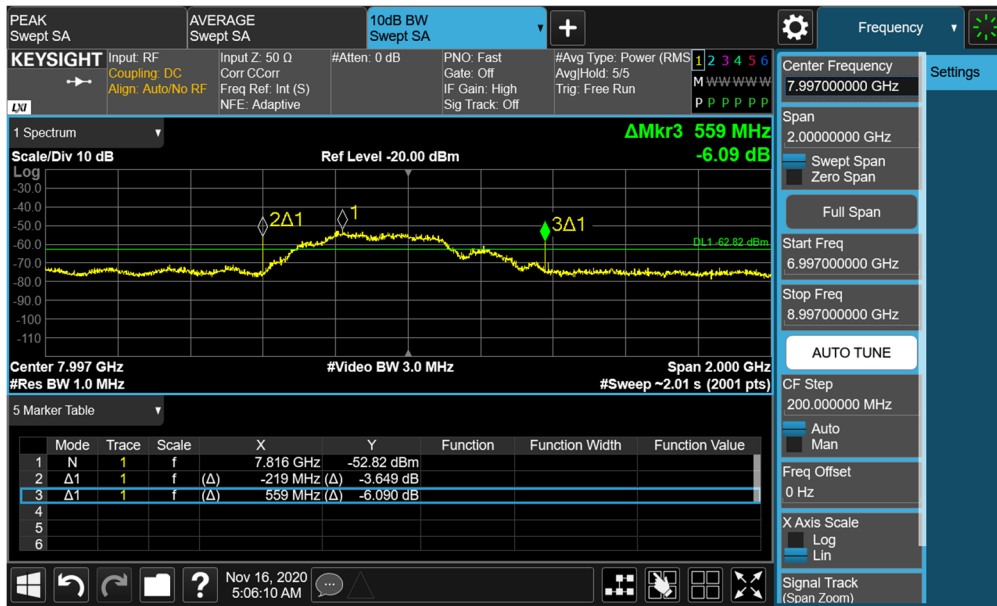 PEAK
Swept SA
AVERAGE
Swept SA
10dB BW
Swept SA
▼
+
Frequency
▼
KEYSIGHT
LXI
Input: RF
Coupling: DC
Align: Auto/No RF
Input Z: 50 Ω
Corr CCorr
Freq Ref: Int (S)
NFE: Adaptive
#Atten: 0 dB
PNO: Fast
Gate: Off
IF Gain: High
Sig Track: Off
#Avg Type: Power (RMS
Avg|Hold: 5/5
Trig: Free Run
1 2 3 4 5 6
M W W W W W
P P P P P P
1 Spectrum ▼
ΔMkr3 559 MHz
-6.09 dB
Scale/Div 10 dB
Ref Level -20.00 dBm
Log
-30.0
-40.0
-50.0
-60.0
-70.0
-80.0
-90.0
-100
-110
2Δ1
1
3Δ1
DL1 -62.82 dBm
Center 7.997 GHz
#Video BW 3.0 MHz
Span 2.000 GHz
#Res BW 1.0 MHz
#Sweep ~2.01 s (2001 pts)
5 Marker Table ▼
Mode Trace Scale X Y Function Function Width Function Value
1 N 1 f 7.816 GHz -52.82 dBm
2 Δ1 1 f (Δ) -219 MHz (Δ) -3.649 dB
3 Δ1 1 f (Δ) 559 MHz (Δ) -6.090 dB
4
5
6
?
Nov 16, 2020
5:06:10 AM
Center Frequency
7.997000000 GHz
Span
2.00000000 GHz
Swept Span
Zero Span
Full Span
Start Freq
6.997000000 GHz
Stop Freq
8.997000000 GHz
AUTO TUNE
CF Step
200.000000 MHz
Auto
Man
Freq Offset
0 Hz
X Axis Scale
Log
Lin
Signal Track
(Span Zoom)
Settings